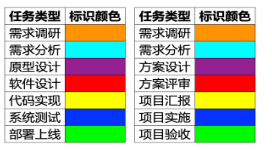 任务类型 标识颜色 任务类型 标识颜色
需求调研 需求调研
需求分析 需求分析
原型设计 方案设计
软件设计 方案评审
代码实现 项目汇报
系统测试 项目实施
部署上线 项目验收